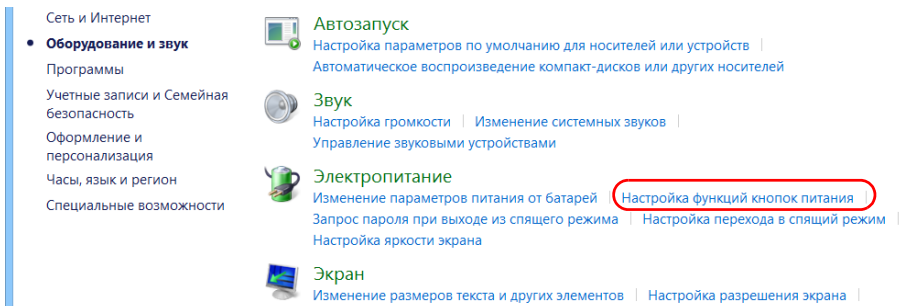 Сеть и Интернет
Оборудование и звук
Программы
Учетные записи и Семейная
безопасность
Оформление и
персонализация
Часы, язык и регион
Специальные возможности
Автозапуск
Настройка параметров по умолчанию для носителей или устройств
Автоматическое воспроизведение компакт-дисков или других носителей
Звук
Настройка громкости Изменение системных звуков
Управление звуковыми устройствами
Электропитание
Изменение параметров питания от батарей Настройка функций кнопок питания
Запрос пароля при выходе из спящего режима Настройка перехода в спящий режим
Настройка яркости экрана
Экран
Изменение размеров текста и других элементов Настройка разрешения экрана